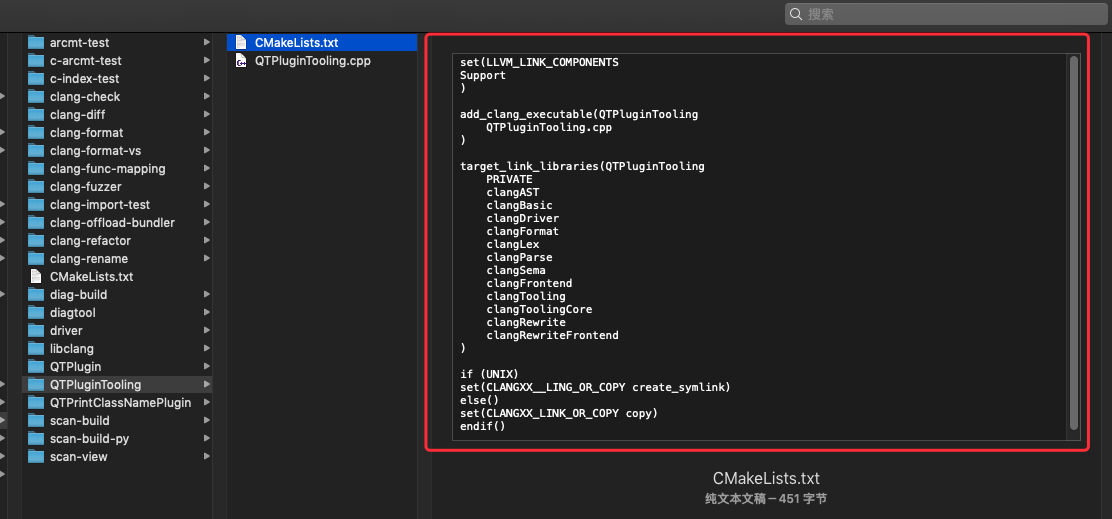 搜索
arcmt-test
c-arcmt-test
c-index-test
clang-check
clang-diff
clang-format
clang-format-vs
clang-func-mapping
clang-fuzzer
clang-import-test
clang-offload-bundler
clang-refactor
clang-rename
CMakeLists.txt
diag-build
diagtool
driver
libclang
QTPlugin
QTPluginTooling
QTPrintClassNamePlugin
scan-build
scan-build-py
scan-view
CMakeLists.txt
QTPluginTooling.cpp
set(LLVM_LINK_COMPONENTS
Support
)
add_clang_executable(QTPluginTooling
QTPluginTooling.cpp
)
target_link_libraries(QTPluginTooling
PRIVATE
clangAST
clangBasic
clangDriver
clangFormat
clangLex
clangParse
clangSema
clangFrontend
clangTooling
clangToolingCore
clangRewrite
clangRewriteFrontend
)
if (UNIX)
set(CLANGXX__LING_OR_COPY create_symlink)
else()
set(CLANGXX_LINK_OR_COPY copy)
endif()
CMakeLists.txt
纯文本文稿 – 451 字节